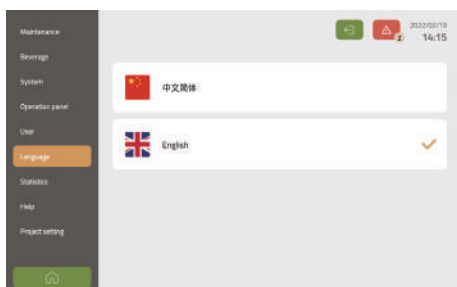 Maintenance
Beverage
System
Operation panel
User
Language
Statistics
Help
Project setting
2022/03/19
14:15
2
中文简体
English